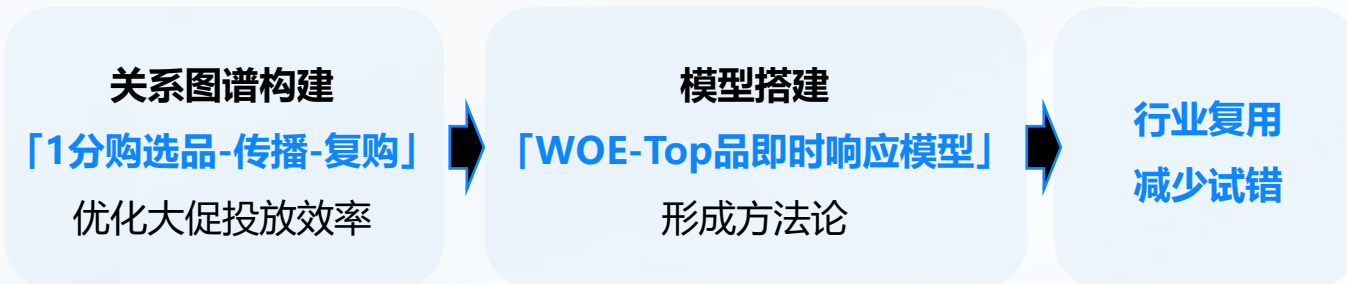 关系图谱构建
「1分购选品-传播-复购」
优化大促投放效率
模型搭建
「WOE-Top品即时响应模型」
形成方法论
行业复用
减少试错